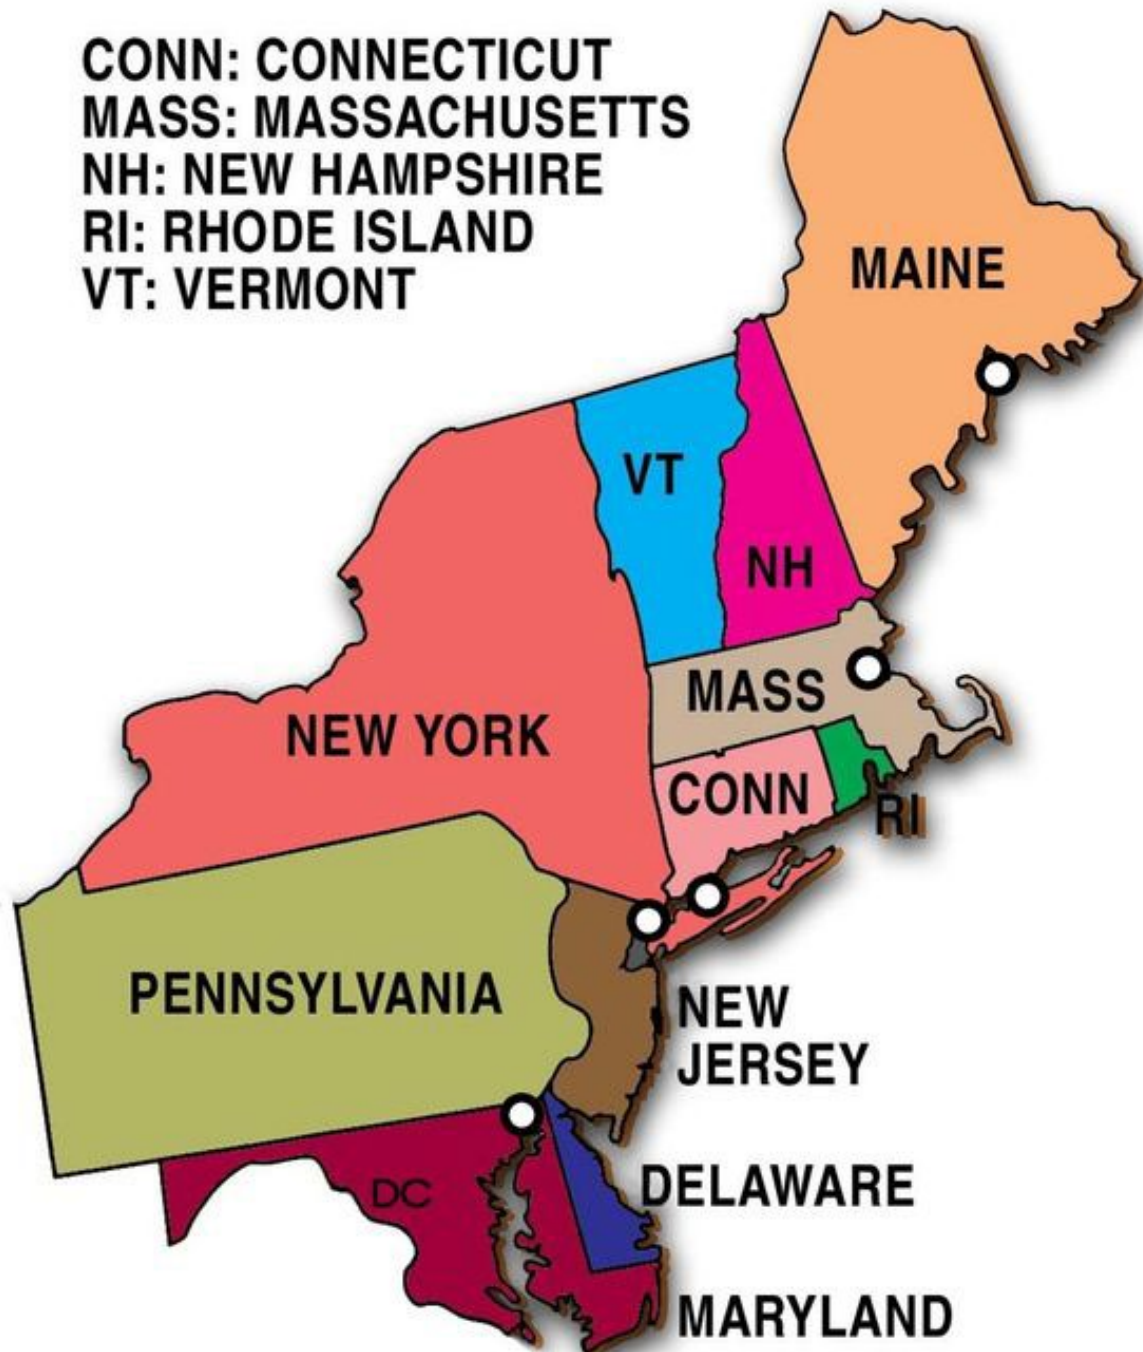 CONN: CONNECTICUT
MASS: MASSACHUSETTS
NH: NEW HAMPSHIRE
RI: RHODE ISLAND
VT: VERMONT
MAINE
VT
NH
MASS
NEW YORK
CONN
RI
PENNSYLVANIA
NEW
JERSEY
DC
DELAWARE
MARYLAND